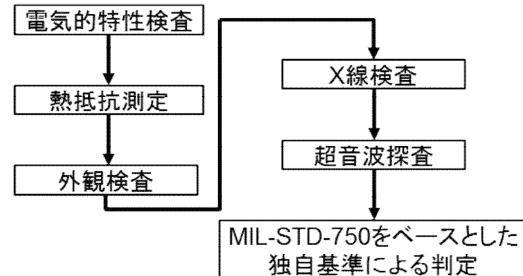 電気的特性検査
熱抵抗測定
外観検査
X線検査
超音波探査
MIL-STD-750をベースとした
独自基準による判定